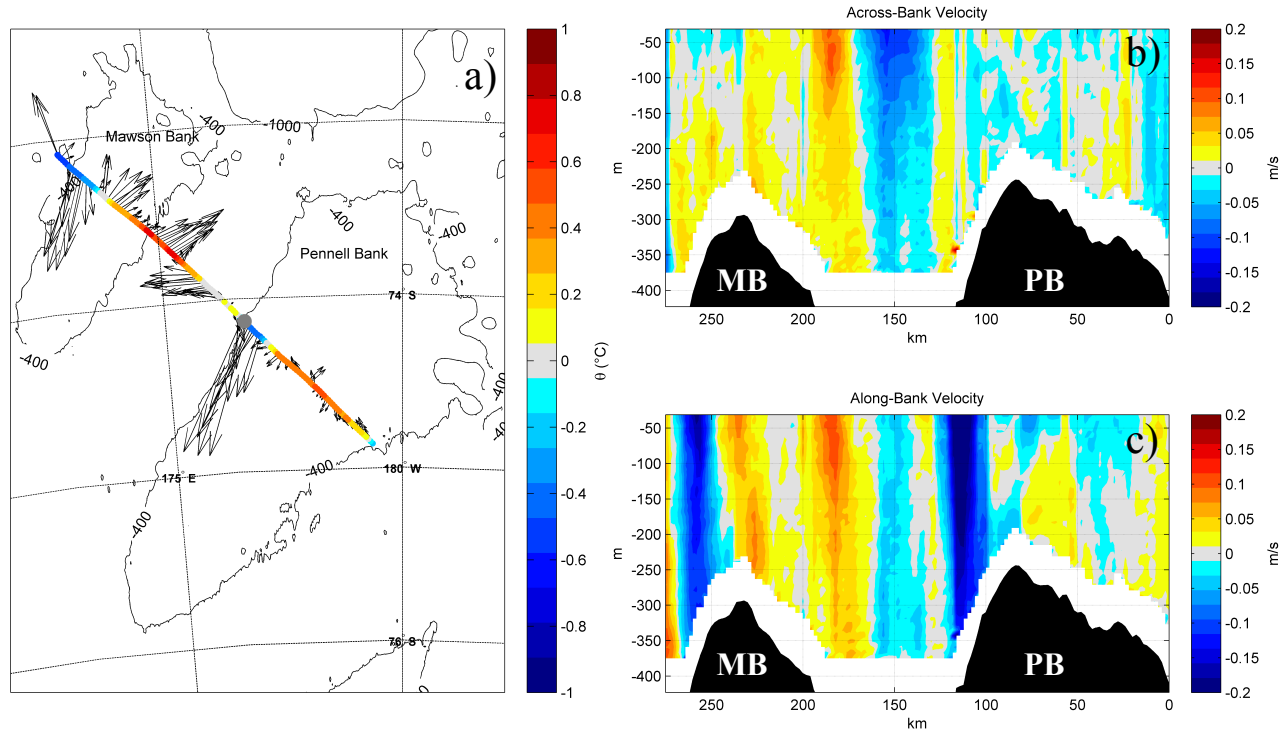 a)
Mawson Bank
-400
-1000
-400
-400
-400
Pennell Bank
74° S
-400
175° E
-400
180° W
-400
76° S
1
0.8
0.6
0.4
0.2
0
-0.2
-0.4
-0.6
-0.8
-1
θ (°C)
Across-Bank Velocity
b)
-50
-100
-150
-200
-250
-300
-350
-400
m
MB
PB
250
200
150
100
50
0
km
0.2
0.15
0.1
0.05
0
-0.05
-0.1
-0.15
-0.2
m/s
Along-Bank Velocity
c)
-50
-100
-150
-200
-250
-300
-350
-400
m
MB
PB
250
200
150
100
50
0
km
0.2
0.15
0.1
0.05
0
-0.05
-0.1
-0.15
-0.2
m/s